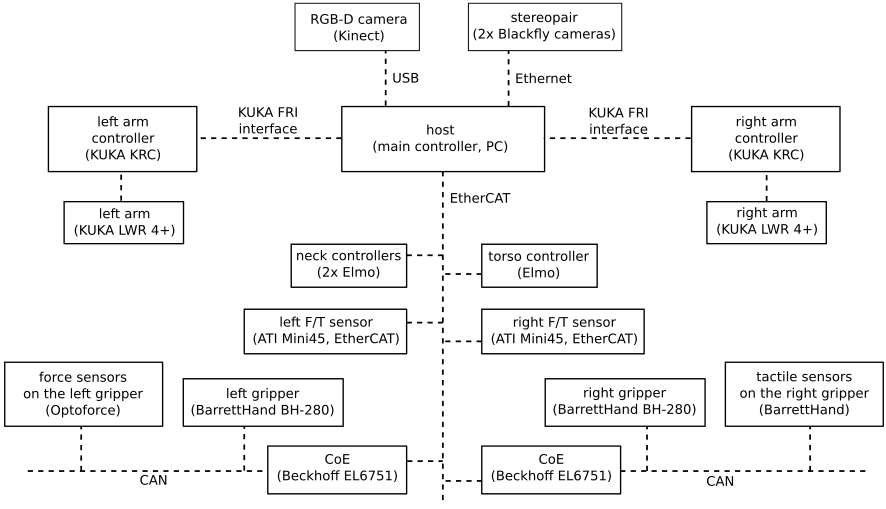 RGB-D camera
(Kinect)
stereopair
(2x Blackfly cameras)
USB
Ethernet
left arm
controller
(KUKA KRC)
KUKA FRI
interface
host
(main controller, PC)
KUKA FRI
interface
right arm
controller
(KUKA KRC)
left arm
(KUKA LWR 4+)
EtherCAT
right arm
(KUKA LWR 4+)
neck controllers
(2x Elmo)
torso controller
(Elmo)
left F/T sensor
(ATI Mini45, EtherCAT)
right F/T sensor
(ATI Mini45, EtherCAT)
force sensors
on the left gripper
(Optoforce)
left gripper
(BarrettHand BH-280)
right gripper
(BarrettHand BH-280)
tactile sensors
on the right gripper
(BarrettHand)
CAN
CoE
(Beckhoff EL6751)
CoE
(Beckhoff EL6751)
CAN